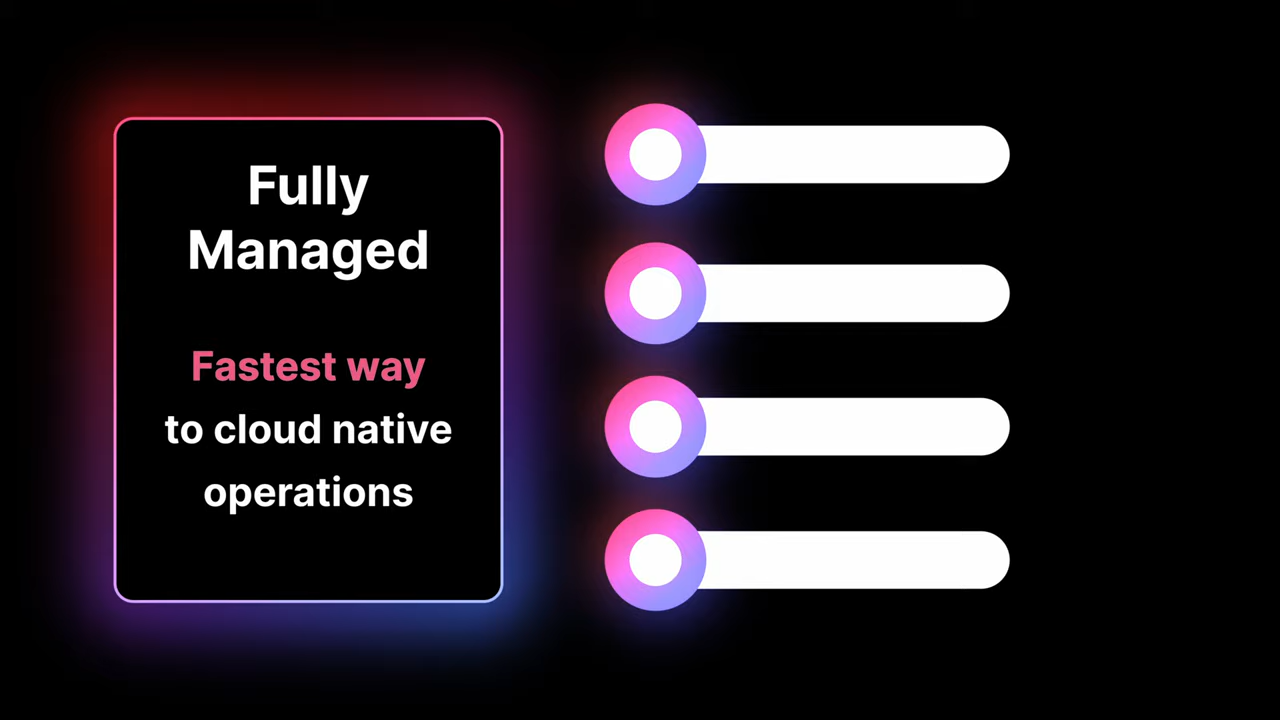 Fully
Managed
Fastest way
to cloud native
operations